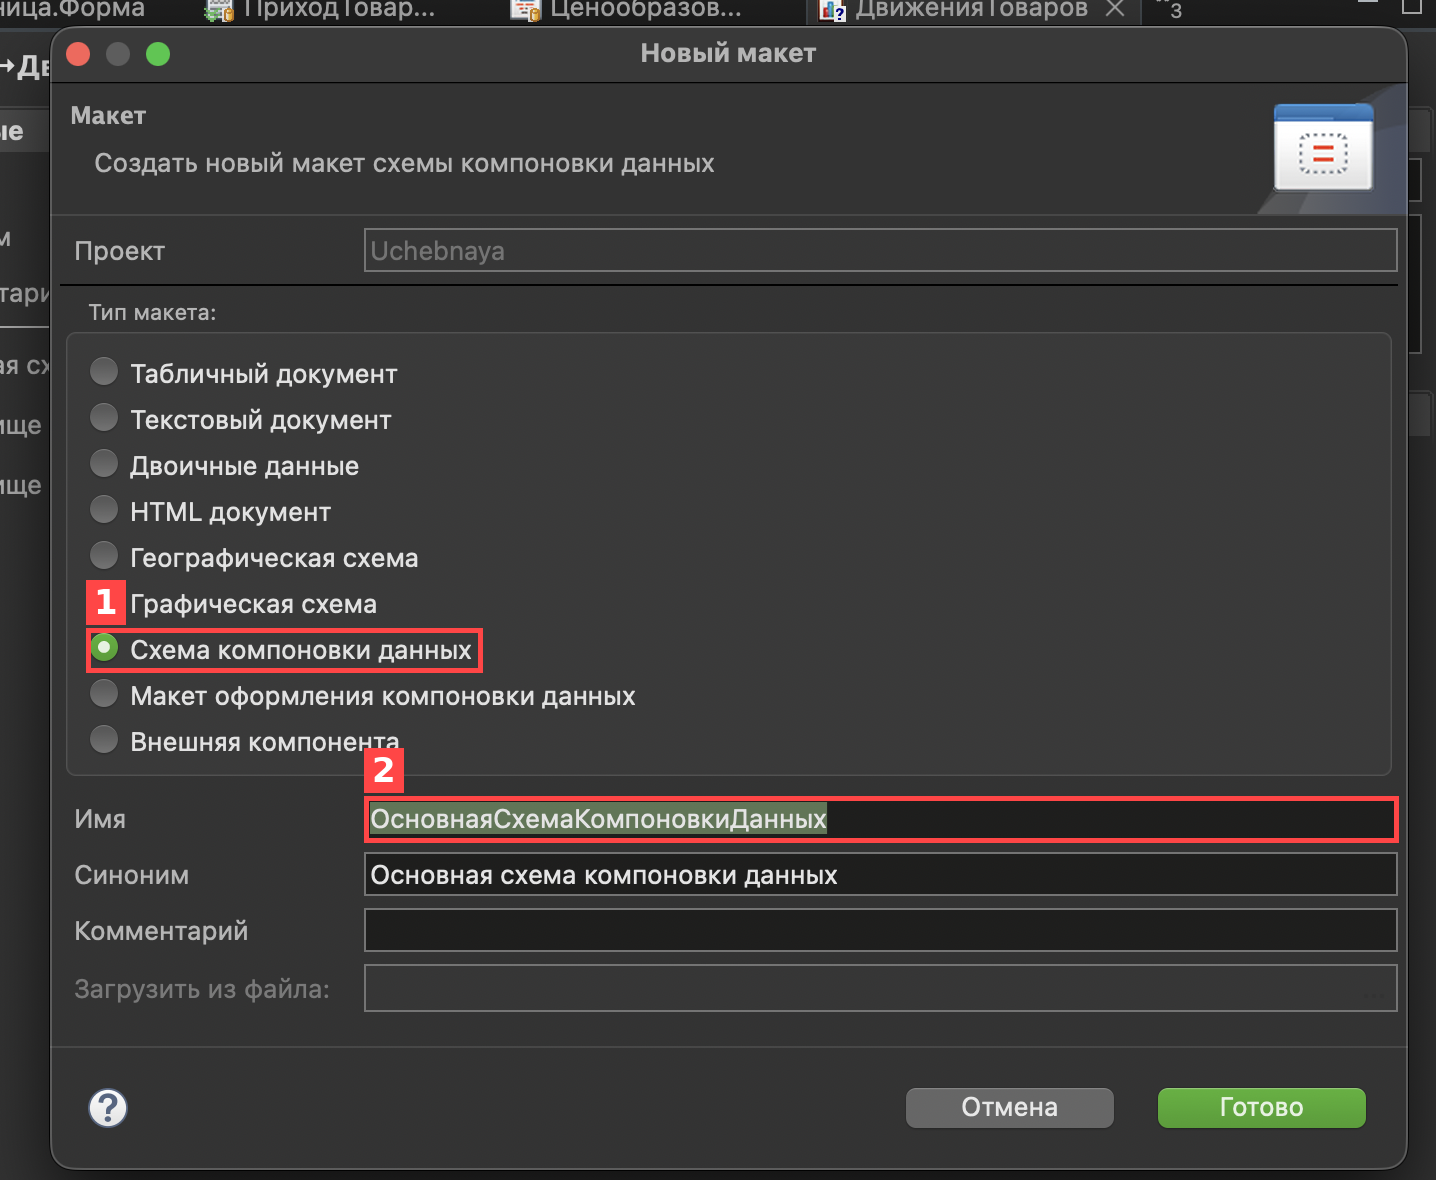 ница.Форма
ПриходТовар...
Ценообразов...
ДвиженияТоваров
3
Новый макет
Макет
Создать новый макет схемы компоновки данных
Проект
Uchebnaya
Тип макета:
Табличный документ
Текстовый документ
Двоичные данные
HTML документ
Географическая схема
1
Графическая схема
Схема компоновки данных
Макет оформления компоновки данных
Внешняя компонента
2
Имя
ОсновнаяСхемаКомпоновкиДанных
Синоним
Основная схема компоновки данных
Комментарий
Загрузить из файла:
...
?
Отмена
Готово